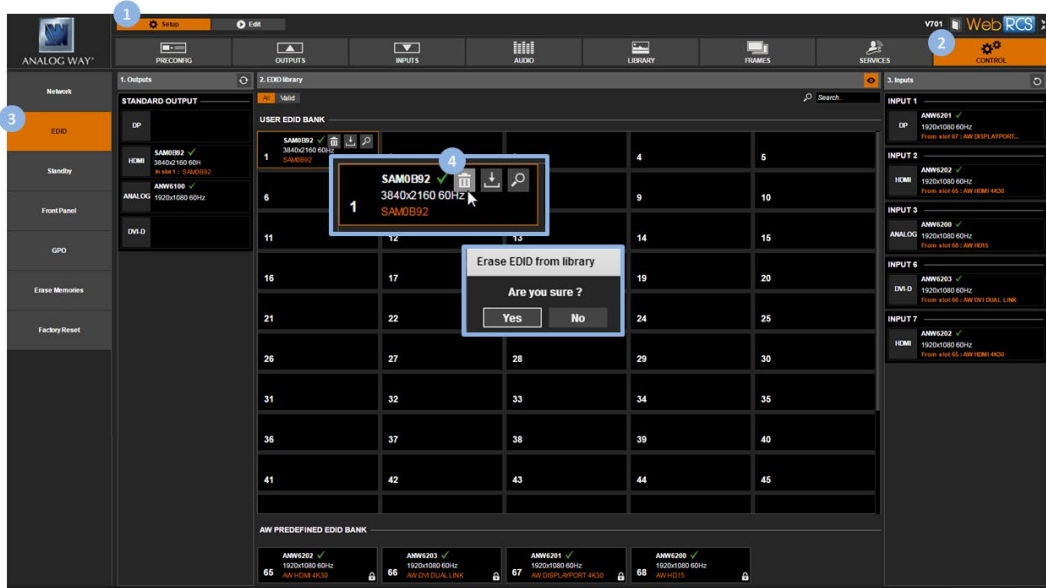 1
Setup
Edit
V701
Web RCS
ANALOG WAY®
PRECONFIG
OUTPUTS
INPUTS
AUDIO
LIBRARY
FRAMES
SERVICES
2
CONTROL
Network
3
EDID
Standby
Front Panel
GPO
Erase Memories
Factory Reset
1. Outputs
STANDARD OUTPUT
DP
HDMI
SAM0B92
3840x2160 60H
In slot 1 : SAM0B92
ANALOG
ANW6100
1920x1080 60Hz
DVI-D
2. EDID library
All
Valid
Search..
USER EDID BANK
1
SAM0B92
3840x2160 60Hz
SAM0B92
4
5
4
1
SAM0B92
3840x2160 60Hz
SAM0B92
6
9
10
11
12
13
14
15
16
17
19
20
Erase EDID from library
Are you sure ?
Yes
No
21
22
24
25
26
27
28
29
30
31
32
33
34
35
36
37
38
39
40
41
42
43
44
45
AW PREDEFINED EDID BANK
65
ANW6202
1920x1080 60Hz
AW HDMI 4K30
66
ANW6203
1920x1080 60Hz
AW DVI DUAL LINK
67
ANW6201
1920x1080 60Hz
AW DISPLAYPORT 4K30
68
ANW6200
1920x1080 60Hz
AW HD15
3. Inputs
INPUT 1
DP
ANW6201
1920x1080 60Hz
From slot 67 : AW DISPLAYPORT...
INPUT 2
HDMI
ANW6202
1920x1080 60Hz
From slot 65 : AW HDMI 4K30
INPUT 3
ANALOG
ANW6200
1920x1080 60Hz
From slot 68 : AW HD15
INPUT 6
DVI-D
ANW6203
1920x1080 60Hz
From slot 66 : AW DVI DUAL LINK
INPUT 7
HDMI
ANW6202
1920x1080 60Hz
From slot 65 : AW HDMI 4K30